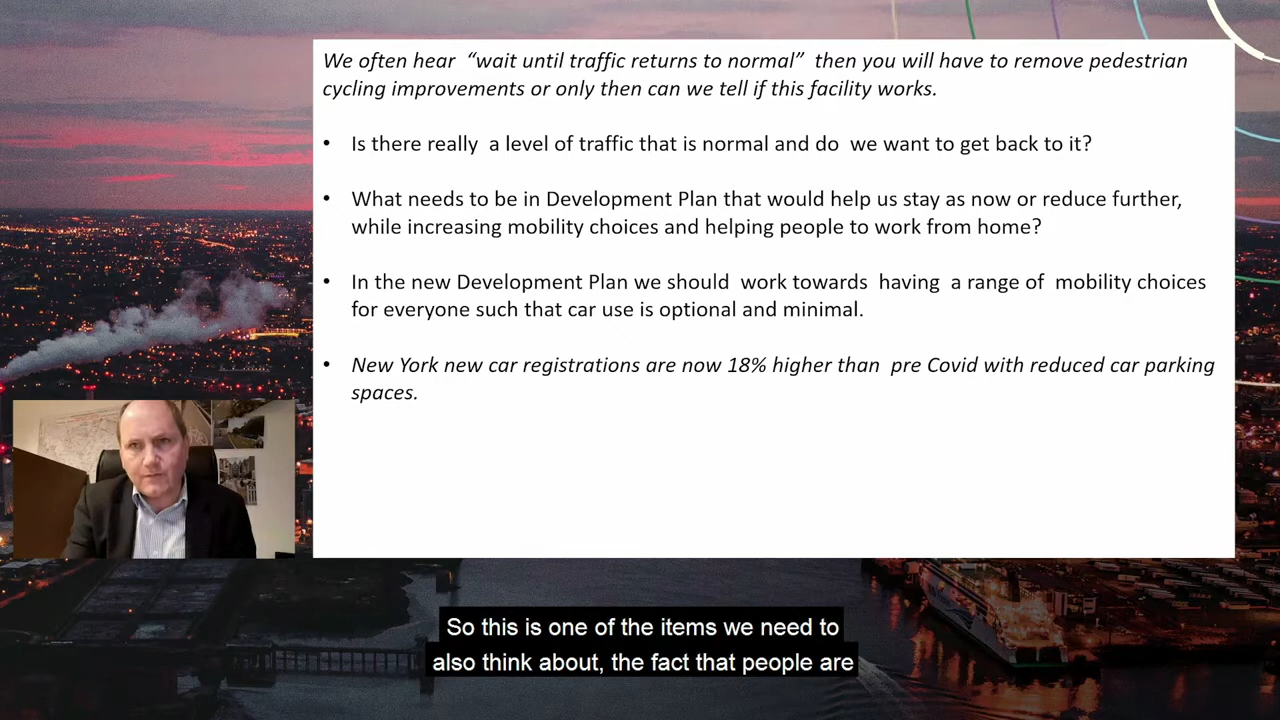 We often hear “wait until traffic returns to normal” then you will have to remove pedestrian
cycling improvements or only then can we tell if this facility works.
• Is there really a level of traffic that is normal and do we want to get back to it?
• What needs to be in Development Plan that would help us stay as now or reduce further,
while increasing mobility choices and helping people to work from home?
• In the new Development Plan we should work towards having a range of mobility choices
for everyone such that car use is optional and minimal.
• New York new car registrations are now 18% higher than pre Covid with reduced car parking
spaces.
So this is one of the items we need to
also think about, the fact that people are